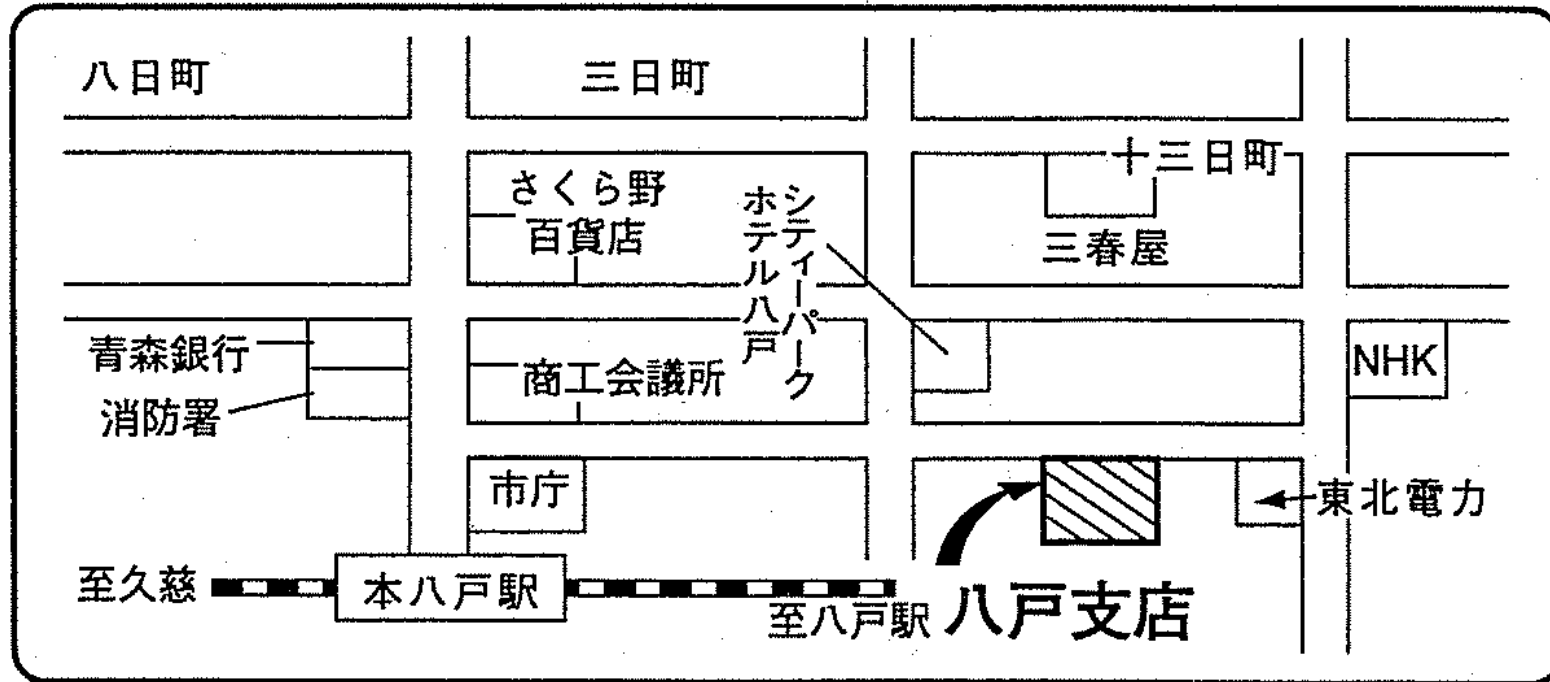 八日町
三日町
十三日町
さくら野
百貨店
シティーパーク
ホテル八戸
三春屋
青森銀行
消防署
商工会議所
NHK
市庁
東北電力
至久慈
本八戸駅
至八戸駅
八戸支店